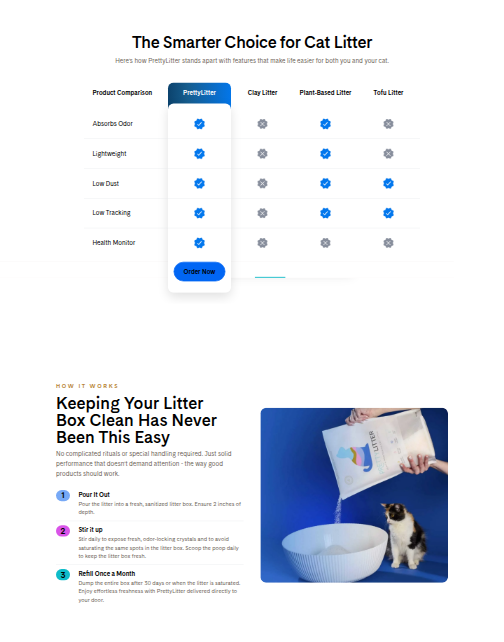 The Smarter Choice for Cat Litter
Here's how PrettyLitter stands apart with features that make life easier for both you and your cat.
Product Comparison PrettyLitter Clay Litter Plant-Based Litter Tofu Litter
Absorbs Odor
Lightweight
Low Dust
Low Tracking
Health Monitor
Order Now
HOW IT WORKS
Keeping Your Litter
Box Clean Has Never
Been This Easy
No complicated rituals or special handling required. Just solid
performance that doesn't demand attention - the way good
products should work.
1 Pour It Out
Pour the litter into a fresh, sanitized litter box. Ensure 2 inches of
depth.
2 Stir it up
Stir daily to expose fresh, odor-locking crystals and to avoid
saturating the same spots in the litter box. Scoop the poop daily
to keep the litter box fresh.
3 Refill Once a Month
Dump the entire box after 30 days or when the litter is saturated.
Enjoy effortless freshness with PrettyLitter delivered directly to
your door.
LITTER